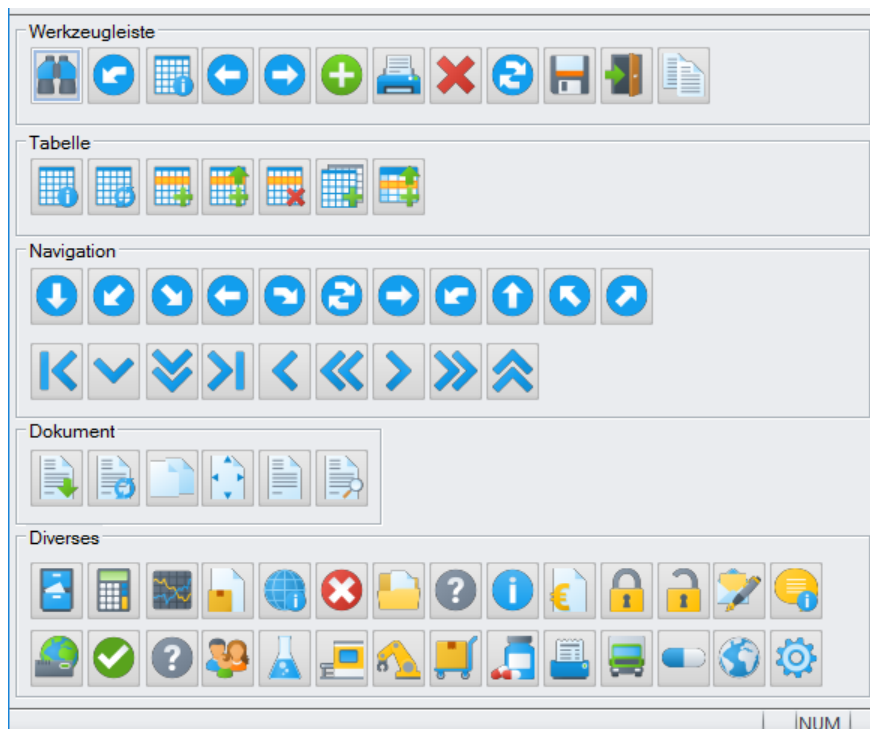 Werkzeugleiste
Tabelle
Navigation
Dokument
Diverses
NUM